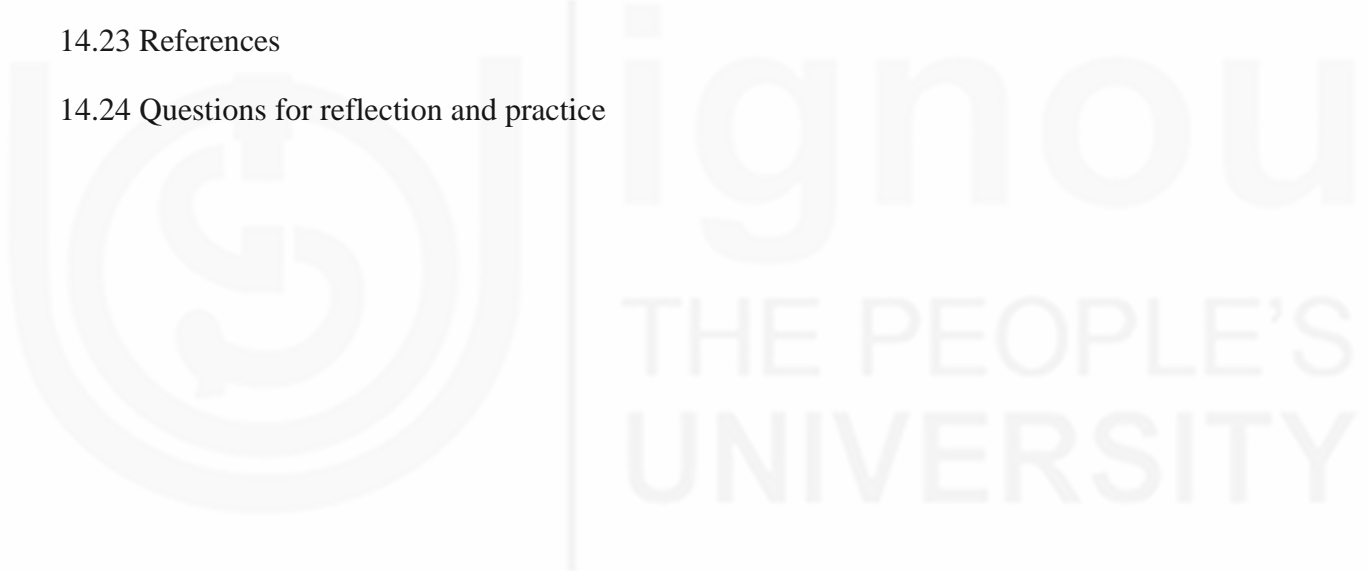 14.23 References
14.24 Questions for reflection and practice
ignou
THE PEOPLE'S
UNIVERSITY